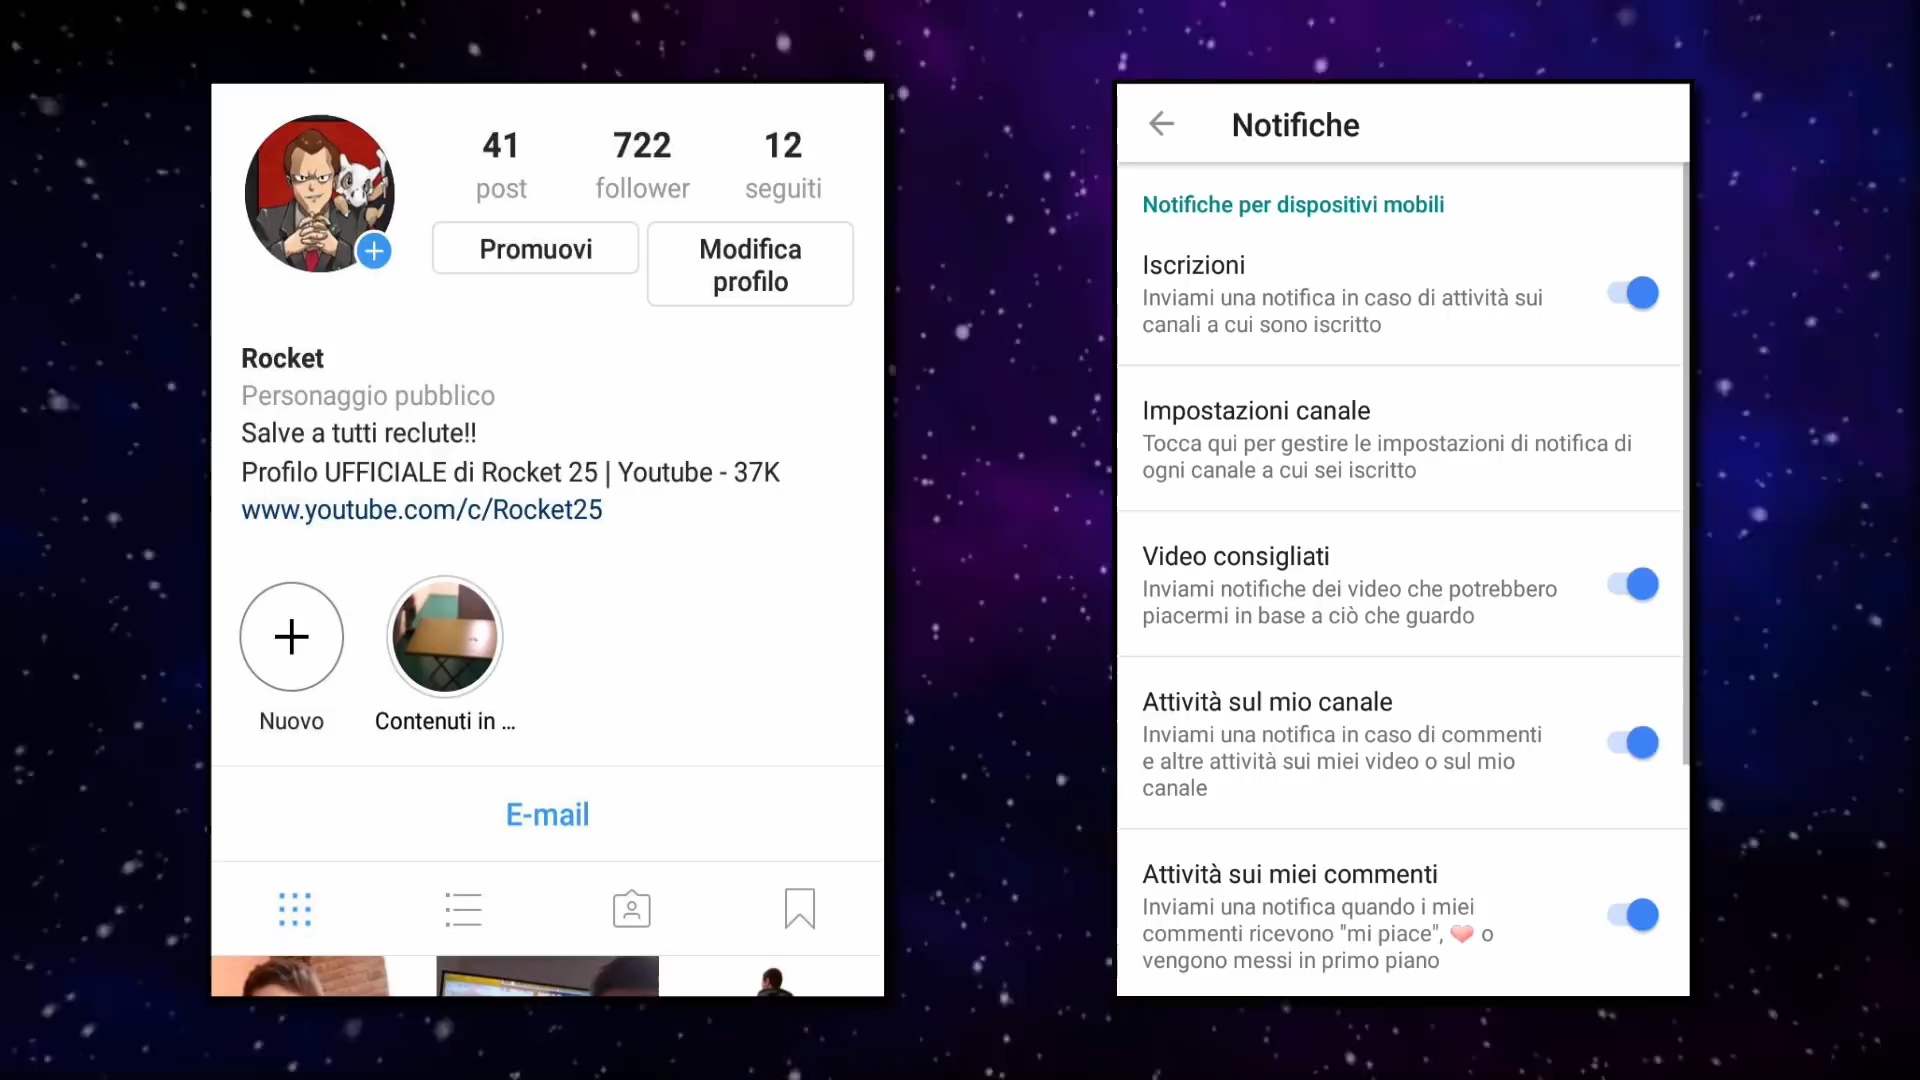 41
post
722
follower
12
seguiti
Promuovi
Modifica
profilo
Rocket
Personaggio pubblico
Salve a tutti reclute!!
Profilo UFFICIALE di Rocket 25 | Youtube - 37K
www.youtube.com/c/Rocket25
Nuovo
Contenuti in ...
E-mail
Notifiche
Notifiche per dispositivi mobili
Iscrizioni
Inviami una notifica in caso di attività sui
canali a cui sono iscritto
Impostazioni canale
Tocca qui per gestire le impostazioni di notifica di
ogni canale a cui sei iscritto
Video consigliati
Inviami notifiche dei video che potrebbero
piacermi in base a ciò che guardo
Attività sul mio canale
Inviami una notifica in caso di commenti
e altre attività sui miei video o sul mio
canale
Attività sui miei commenti
Inviami una notifica quando i miei
commenti ricevono "mi piace", ❤ o
vengono messi in primo piano